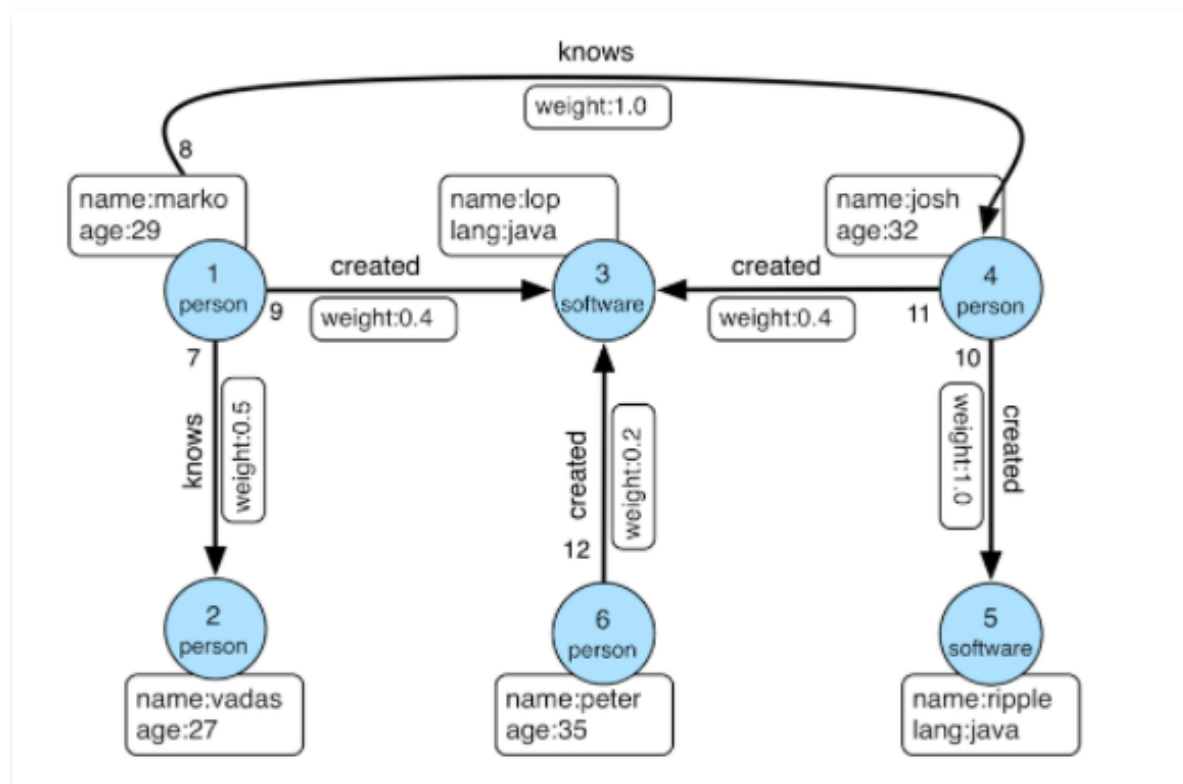 knows
weight:1.0
8
name:marko
age:29
name:lop
lang:java
name:josh
age:32
1
person
created
3
software
created
4
person
9
weight:0.4
weight:0.4
11
7
10
knows
weight:0.5
created
weight:0.2
weight:1.0
created
12
2
person
6
person
5
software
name:vadas
age:27
name:peter
age:35
name:ripple
lang:java